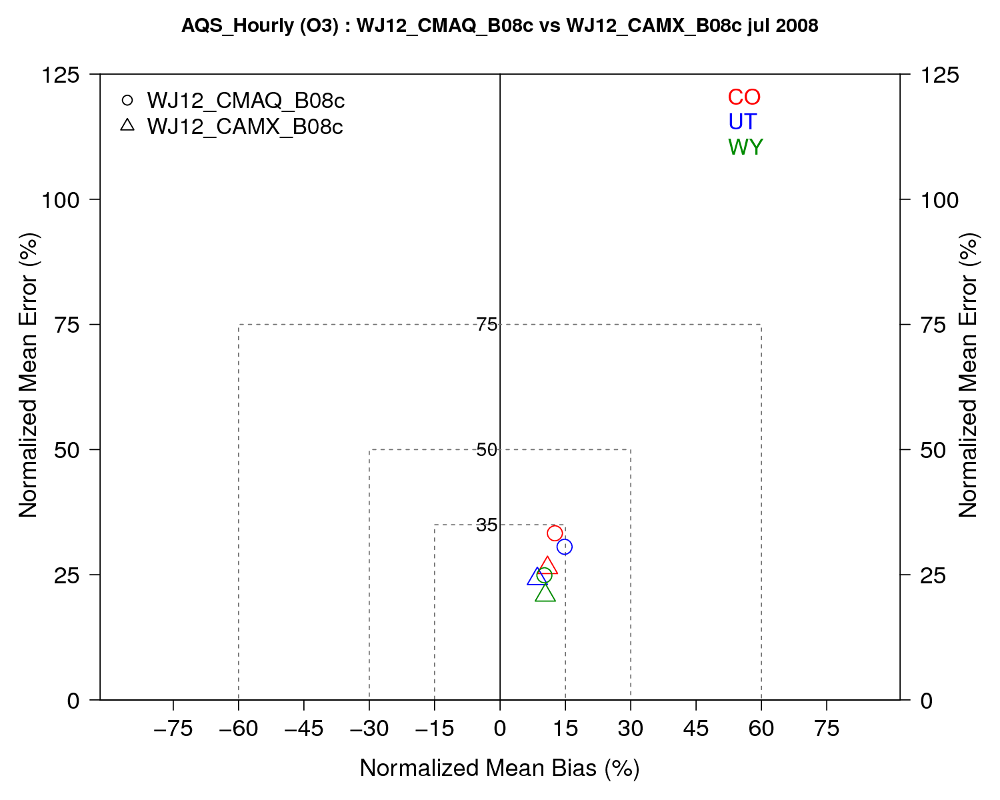 AQS_Hourly (O3) : WJ12_CMAQ_B08c vs WJ12_CAMX_B08c jul 2008
WJ12_CMAQ_B08c
WJ12_CAMX_B08c
CO
UT
WY
125
100
75
50
25
0
Normalized Mean Error (%)
75
50
35
125
100
75
50
25
0
Normalized Mean Error (%)
−75 −60 −45 −30 −15 0 15 30 45 60 75
Normalized Mean Bias (%)